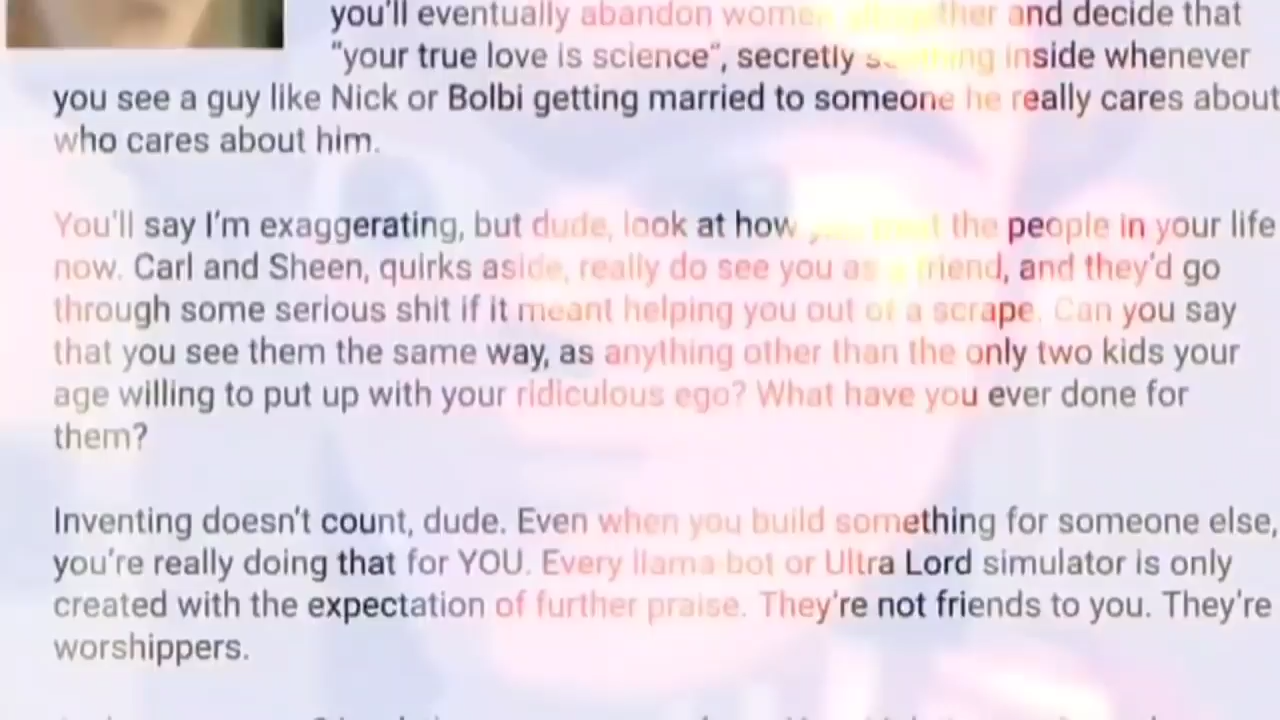 you'll eventually abandon women and decide that
"your true love is science", secretly inside whenever
you see a guy like Nick or Bolbi getting married to someone he really cares about
who cares about him.
You'll say I'm exaggerating, but dude, look at how you treat the people in your life
now. Carl and Sheen, quirks aside, really do see you as a friend, and they'd go
through some serious shit if it meant helping you out of a scrape. Can you say
that you see them the same way, as anything other than the only two kids your
age willing to put up with your ridiculous ego? What have you ever done for
them?
Inventing doesn't count, dude. Even when you build something for someone else,
you're really doing that for YOU. Every llama bot or Ultra Lord simulator is only
created with the expectation of further praise. They're not friends to you. They're
worshippers.